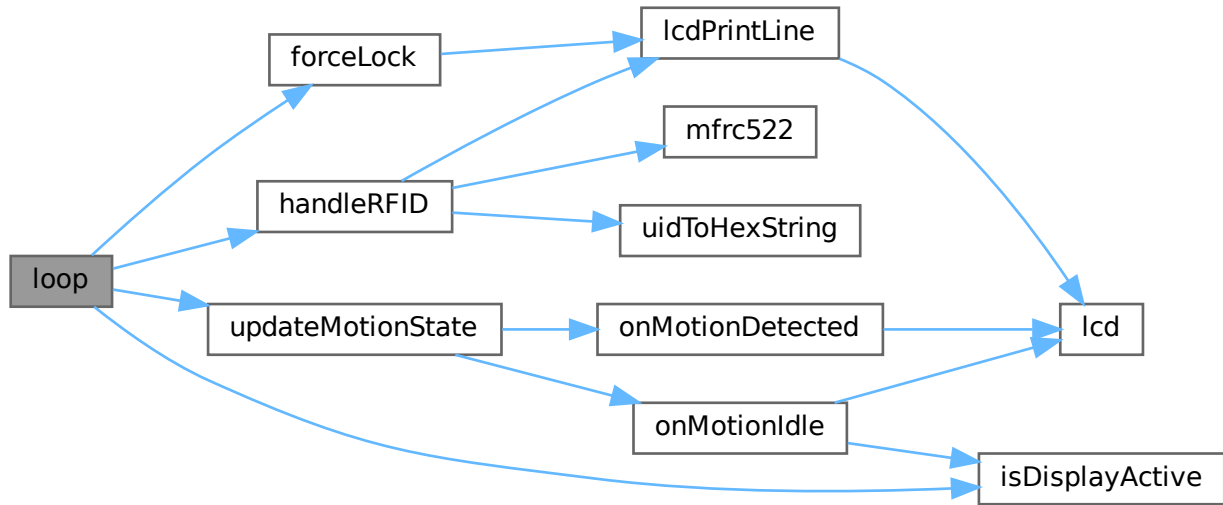 loop
forceLock
handleRFID
updateMotionState
lcdPrintLine
mfrc522
uidToHexString
onMotionDetected
onMotionIdle
lcd
isDisplayActive